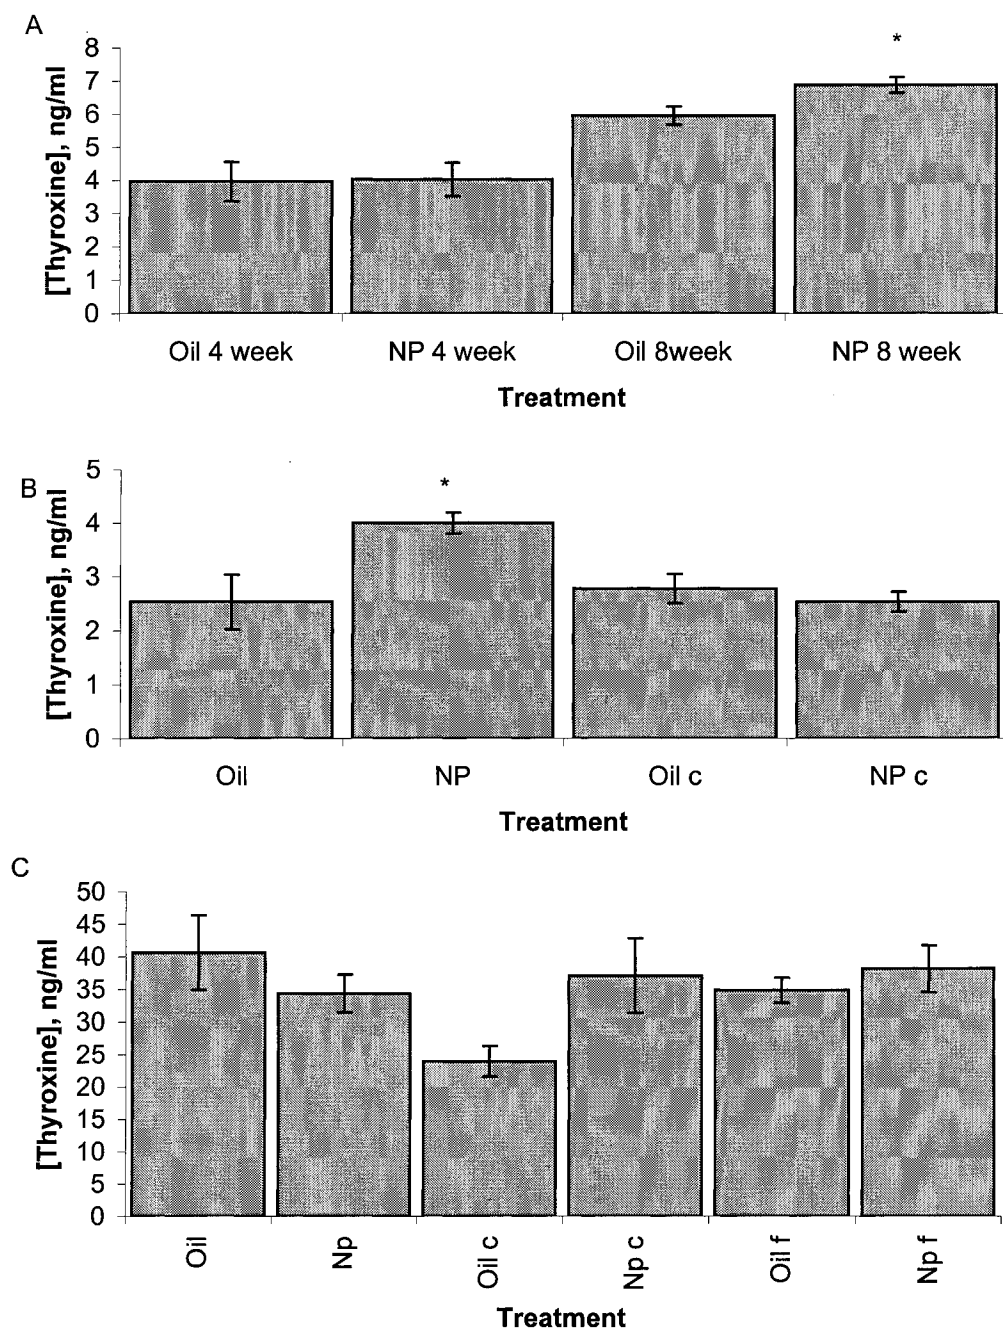 A
[Thyroxine], ng/ml
8
7
6
5
4
3
2
1
0
*
Oil 4 week NP 4 week Oil 8week NP 8 week
Treatment
B
[Thyroxine], ng/ml
5
4
3
2
1
0
*
Oil NP Oil c NP c
Treatment
C
[Thyroxine], ng/ml
50
45
40
35
30
25
20
15
10
5
0
Oil Np Oil c Np c Oil f Np f
Treatment